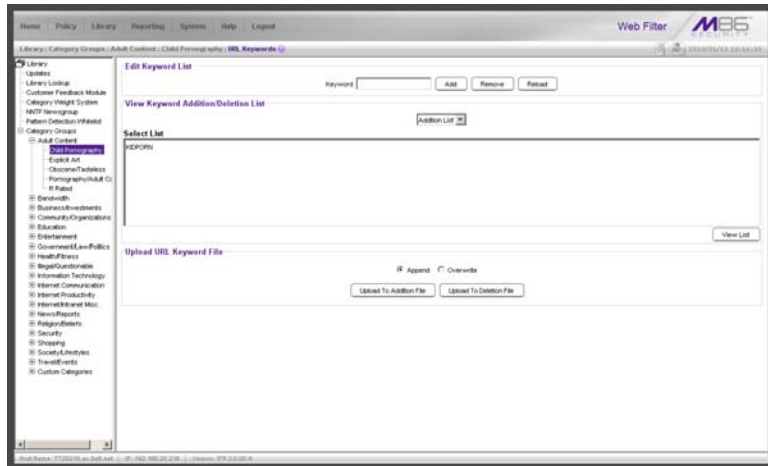 Home Policy Library Reporting System Help Logout
Web Filter
M86
SECURITY
Library : Category Groups : Adult Content : Child Pornography : URL Keywords
Library
Updates
Library Lookup
Customer Feedback Module
Category Weight System
NNTP Newsgroup
Pattern Detection Whitelist
Category Groups
Adult Content
Child Pornography
Explicit Art
Obscene/Tasteless
Pornography/Adult Co
R Rated
Bandwidth
Business/Investments
Community/Organizations
Education
Entertainment
Government/Law/Politics
Health/Fitness
Illegal/Questionable
Information Technology
Internet Communication
Internet Productivity
Internet/Intranet Misc.
News/Reports
Religion/Beliefs
Security
Shopping
Society/Lifestyles
Travel/Events
Custom Categories
Edit Keyword List
Keyword Add Remove Reload
View Keyword Addition/Deletion List
Addition List
Select List
KIDPORN
View List
Upload URL Keyword File
Append Overwrite
Upload To Addition File Upload To Deletion File